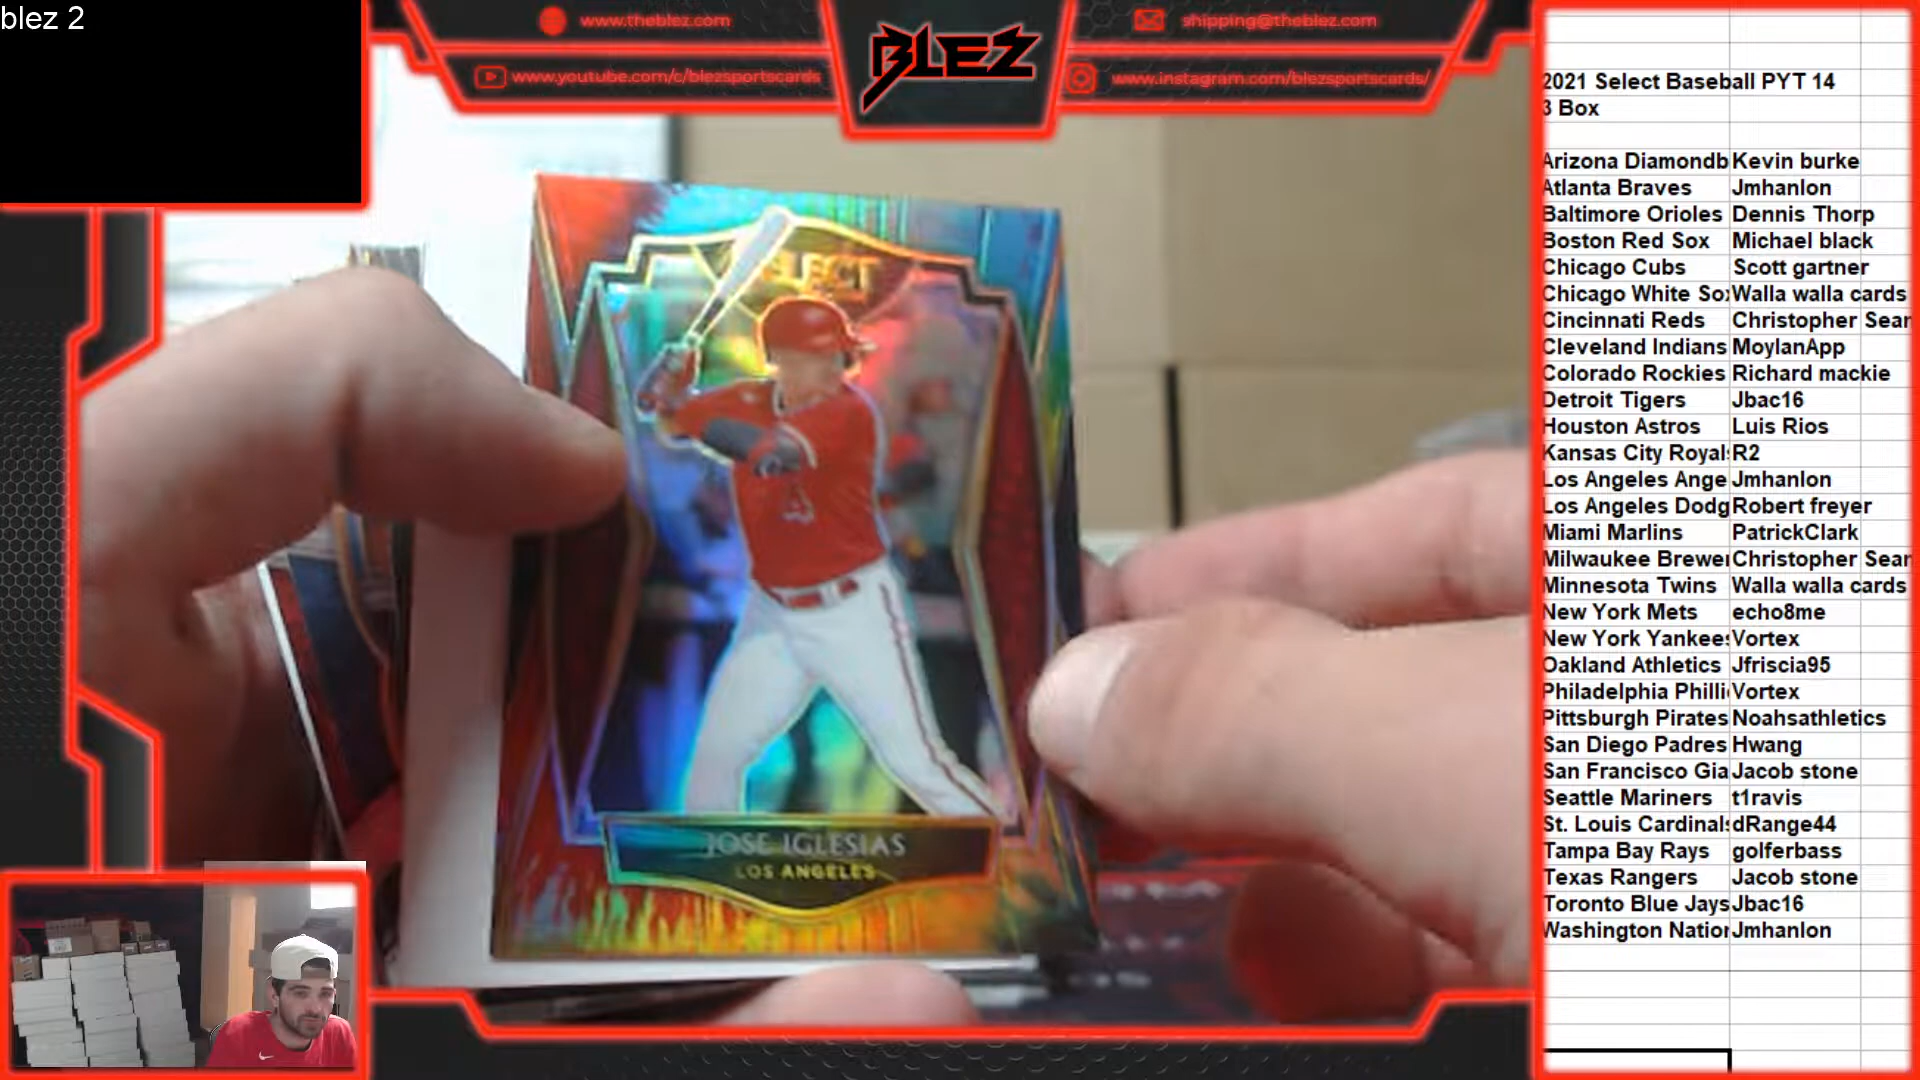 blez 2
www.theblez.com
shipping@theblez.com
www.youtube.com/c/blezsportscards
BLEZ
www.instagram.com/blezsportscards/
2021 Select Baseball PYT 14
3 Box
Arizona Diamondb Kevin burke
Atlanta Braves Jmhanlon
Baltimore Orioles Dennis Thorp
Boston Red Sox Michael black
Chicago Cubs Scott gartner
Chicago White Sox Walla walla cards
Cincinnati Reds Christopher Sear
Cleveland Indians MoylanApp
Colorado Rockies Richard mackie
Detroit Tigers Jbac16
Houston Astros Luis Rios
Kansas City Royals R2
Los Angeles Ange Jmhanlon
Los Angeles Dodg Robert freyer
Miami Marlins PatrickClark
Milwaukee Brewer Christopher Sear
Minnesota Twins Walla walla cards
New York Mets echo8me
New York Yankees Vortex
Oakland Athletics Jfriscia95
Philadelphia Philli Vortex
Pittsburgh Pirates Noahsathletics
San Diego Padres Hwang
San Francisco Gia Jacob stone
Seattle Mariners t1ravis
St. Louis Cardinals dRange44
Tampa Bay Rays golferbass
Texas Rangers Jacob stone
Toronto Blue Jays Jbac16
Washington Nation Jmhanlon
SELECT
JOSE IGLESIAS
LOS ANGELES